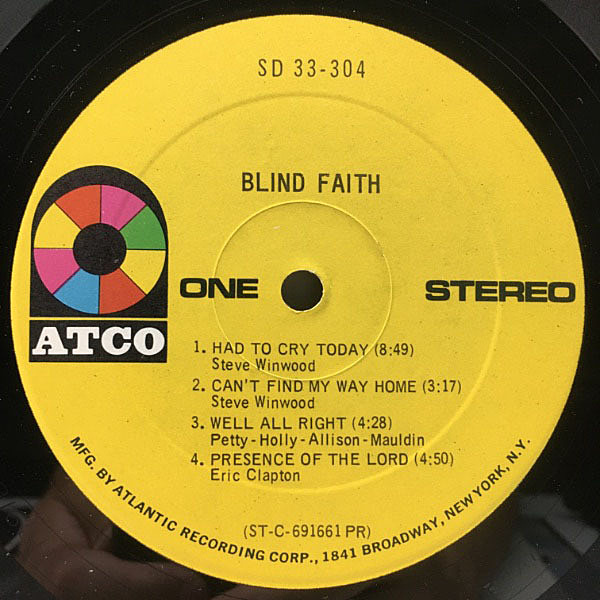 SD 33-304
BLIND FAITH
ATCO
ONE
STEREO
1. HAD TO CRY TODAY (8:49)
Steve Winwood
2. CAN'T FIND MY WAY HOME (3:17)
Steve Winwood
3. WELL ALL RIGHT (4:28)
Petty-Holly-Allison-Mauldin
4. PRESENCE OF THE LORD (4:50)
Eric Clapton
(ST-C-691661 PR)
MFG. BY ATLANTIC RECORDING CORP., 1841 BROADWAY, NEW YORK, N.Y.